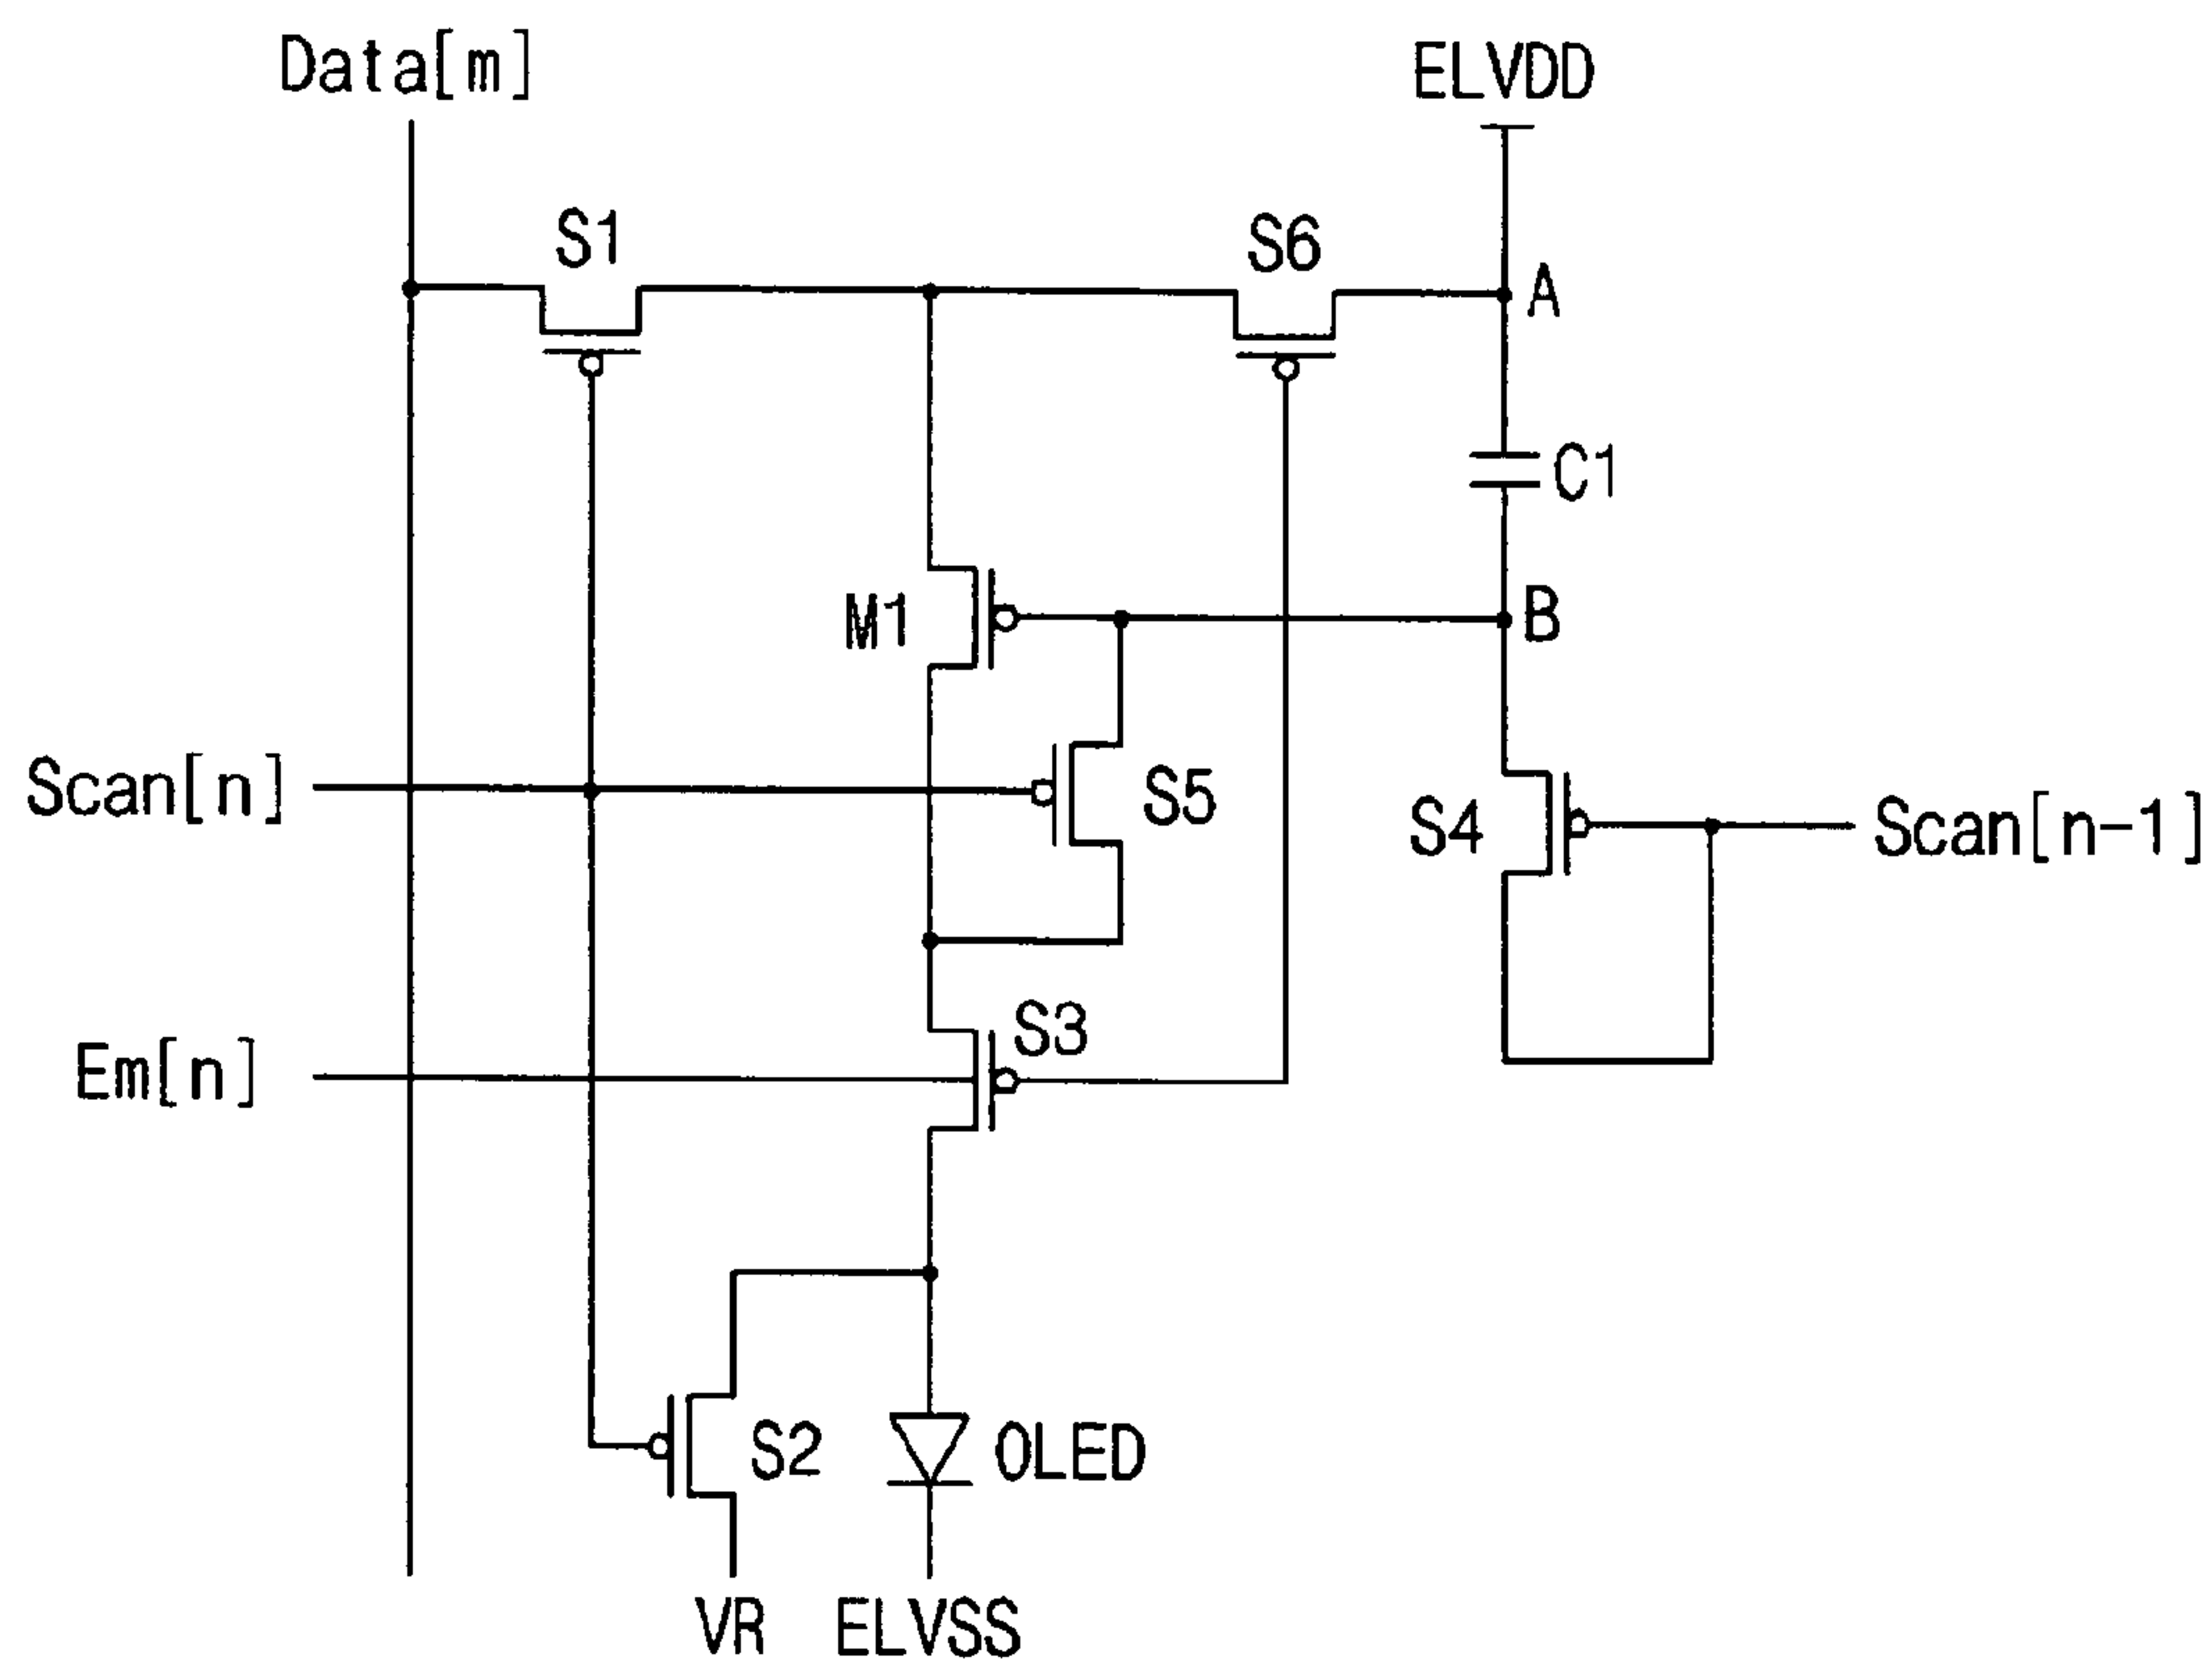 Data[m]
ELVDD
S1
S6
A
C1
M1
B
Scan[n]
S5
S4
Scan[n-1]
S3
Em[n]
S2
OLED
VR
ELVSS